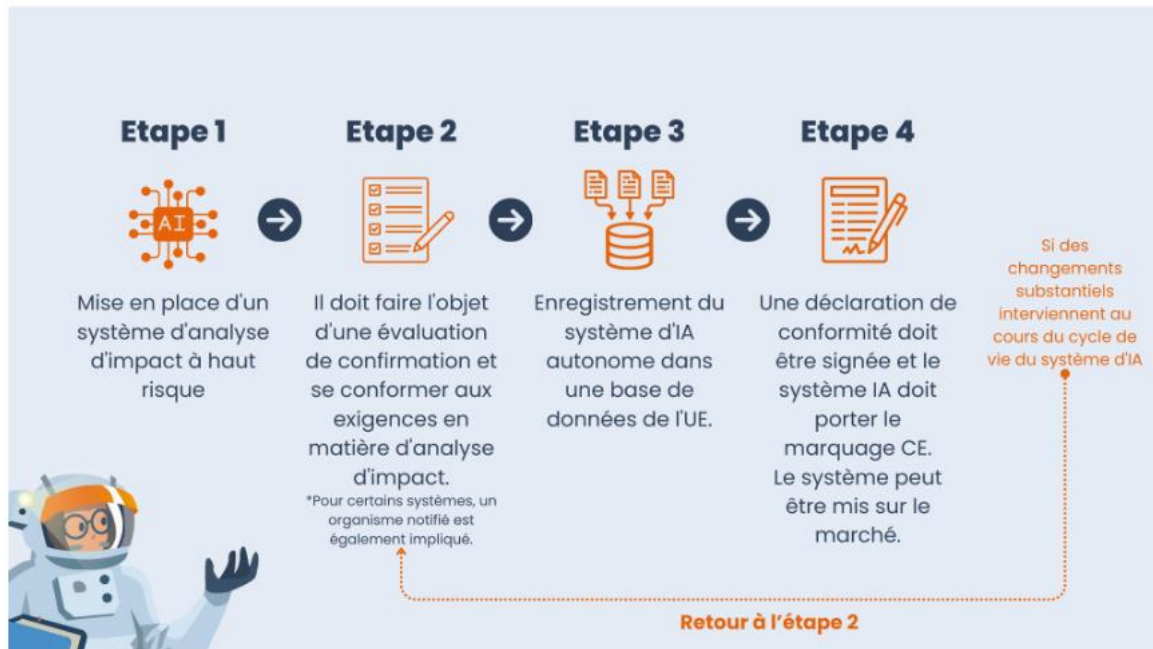 Etape 1
Mise en place d'un
système d'analyse
d'impact à haut
risque
Etape 2
Il doit faire l'objet
d'une évaluation
de confirmation et
se conformer aux
exigences en
matière d'analyse
d'impact.
*Pour certains systèmes, un
organisme notifié est
également impliqué.
Etape 3
Enregistrement du
système d'IA
autonome dans
une base de
données de l'UE.
Etape 4
Une déclaration de
conformité doit
être signée et le
système IA doit
porter le
marquage CE.
Le système peut
être mis sur le
marché.
Si des
changements
substantiels
interviennent au
cours du cycle de
vie du système d'IA
Retour à l'étape 2
AI